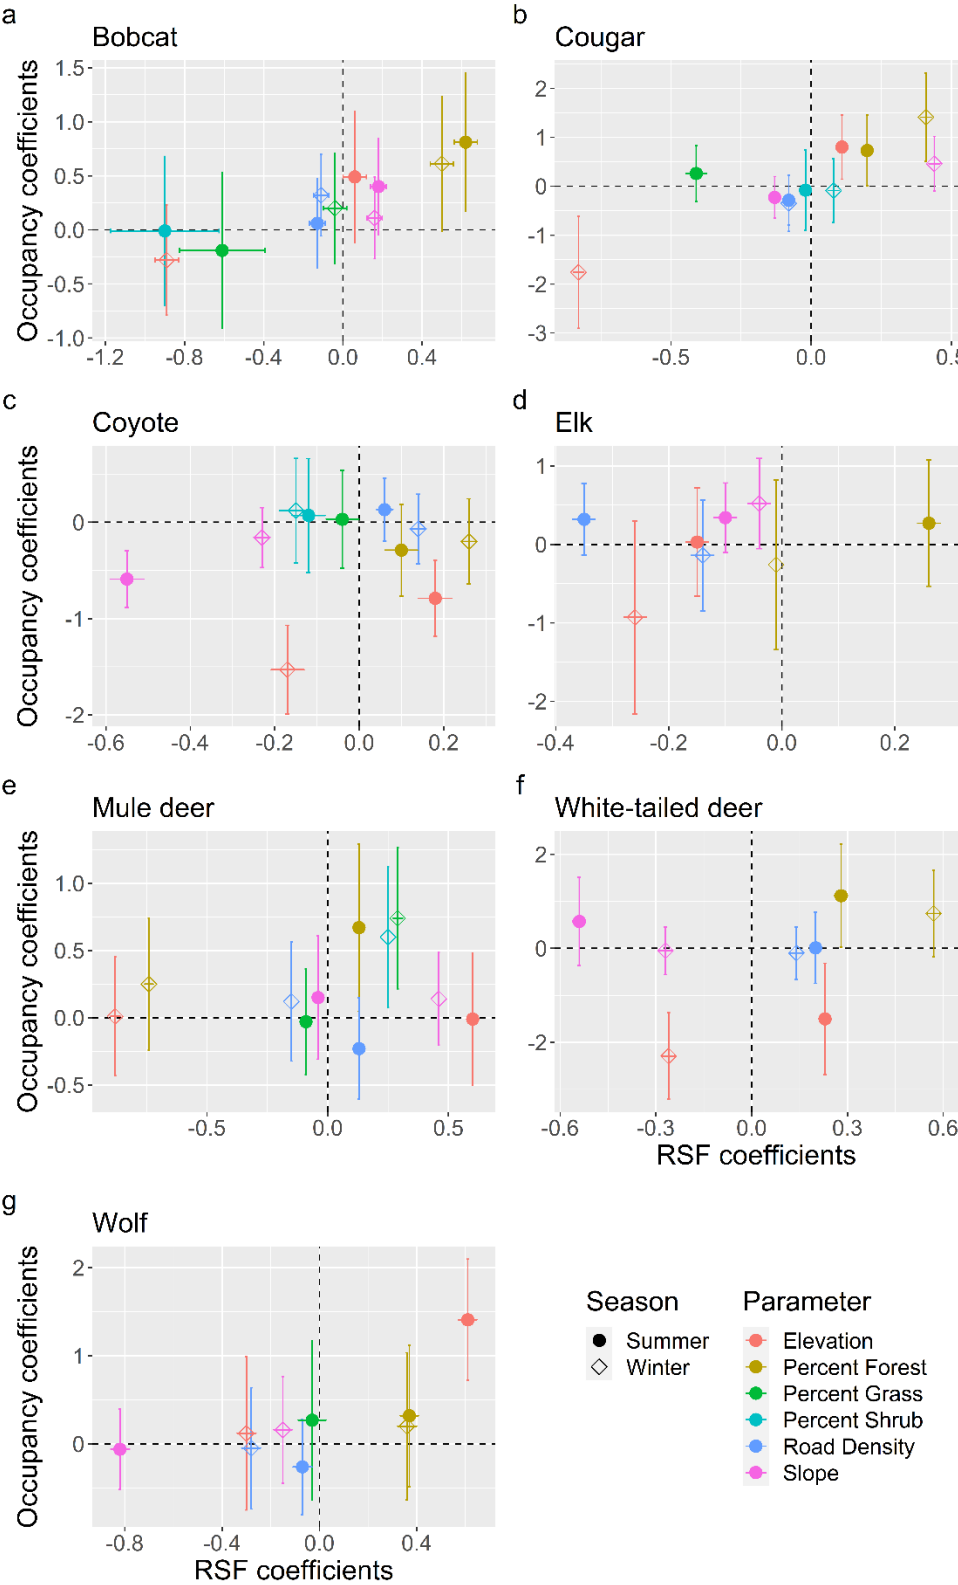 a
Bobcat
Occupancy coefficients
1.5
1.0
0.5
0.0
-0.5
-1.0
-1.2 -0.8 -0.4 0.0 0.4
b
Cougar
2
1
0
-1
-2
-3
-0.5 0.0 0.5
c
Coyote
Occupancy coefficients
0
-1
-2
-0.6 -0.4 -0.2 0.0 0.2
d
Elk
1
0
-1
-2
-0.4 -0.2 0.0 0.2
e
Mule deer
Occupancy coefficients
1.0
0.5
0.0
-0.5
-0.5 0.0 0.5
f
White-tailed deer
2
0
-2
-0.6 -0.3 0.0 0.3 0.6
RSF coefficients
g
Wolf
Occupancy coefficients
2
1
0
-0.8 -0.4 0.0 0.4
RSF coefficients
Season
Summer
Winter
Parameter
Elevation
Percent Forest
Percent Grass
Percent Shrub
Road Density
Slope